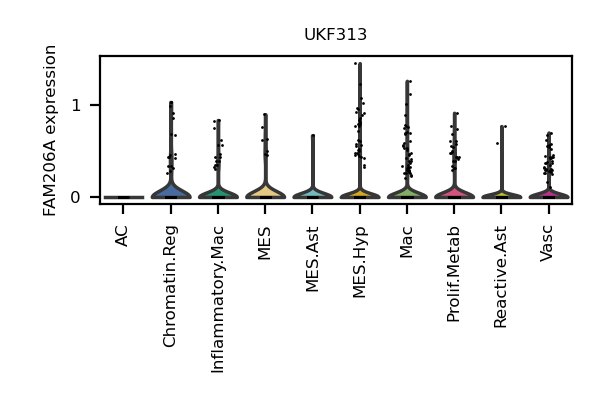 UKF313
FAM206A expression
1
0
AC
Chromatin.Reg
Inflammatory.Mac
MES
MES.Ast
MES.Hyp
Mac
Prolif.Metab
Reactive.Ast
Vasc